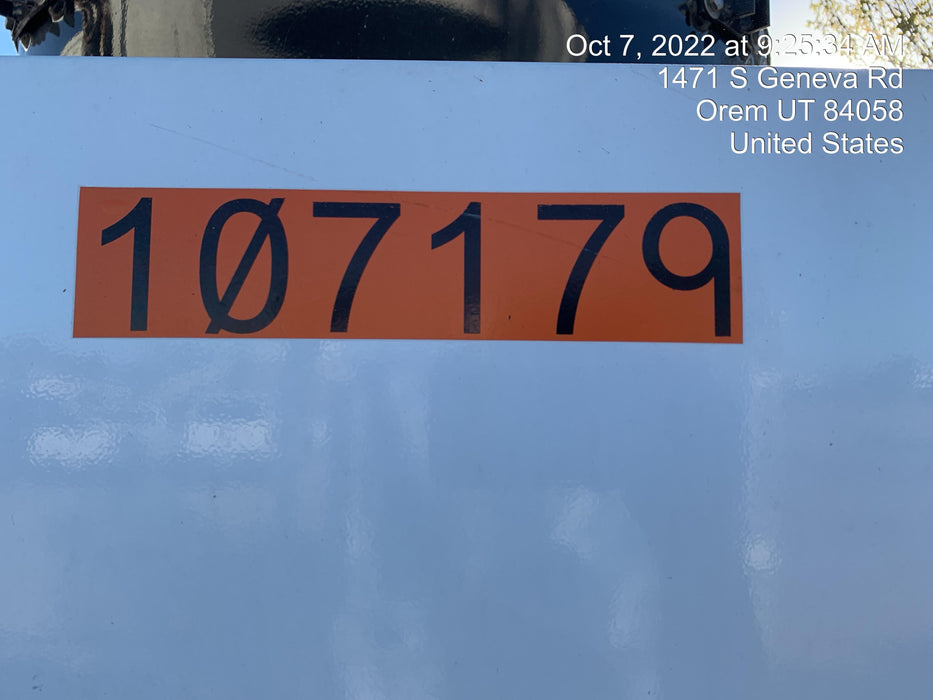 Oct 7, 2022 at 9:25:34 AM
1471 S Geneva Rd
Orem UT 84058
United States
1Ø7179